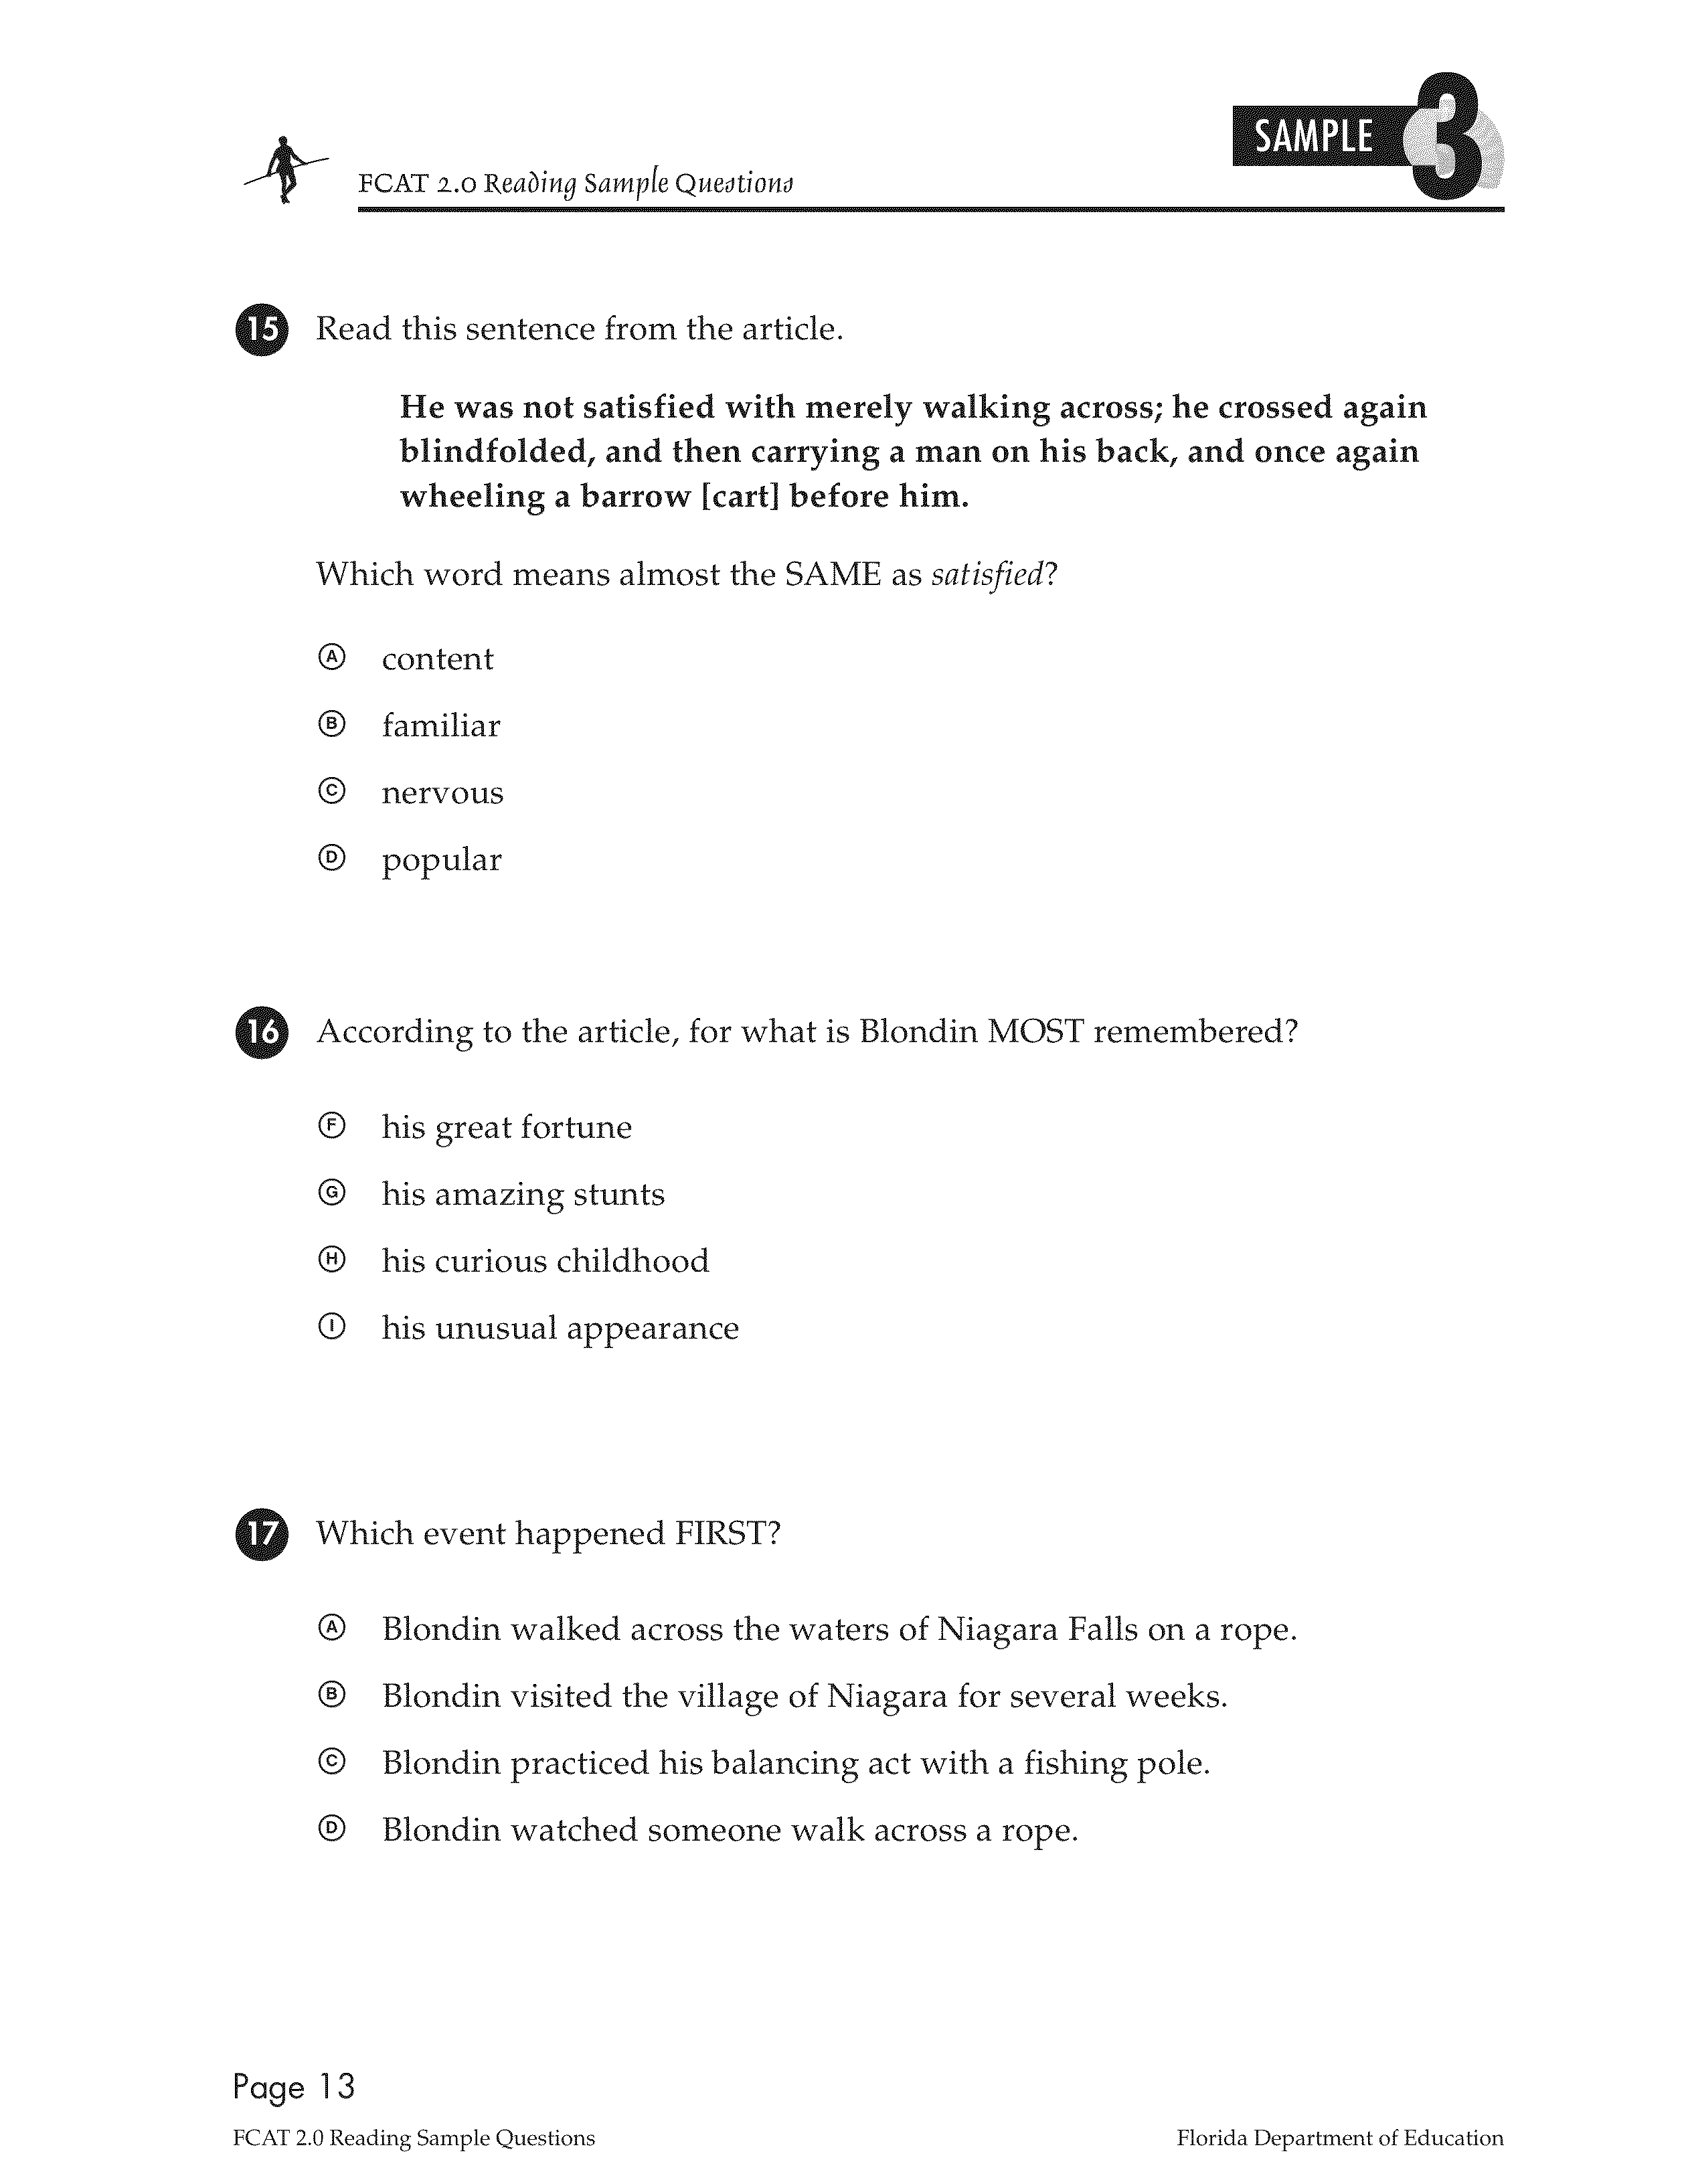 SAMPLE 3
FCAT 2.0 Reading Sample Questions
15 Read this sentence from the article.
He was not satisfied with merely walking across; he crossed again
blindfolded, and then carrying a man on his back, and once again
wheeling a barrow [cart] before him.
Which word means almost the SAME as satisfied?
A content
B familiar
C nervous
D popular
16 According to the article, for what is Blondin MOST remembered?
F his great fortune
G his amazing stunts
H his curious childhood
I his unusual appearance
17 Which event happened FIRST?
A Blondin walked across the waters of Niagara Falls on a rope.
B Blondin visited the village of Niagara for several weeks.
C Blondin practiced his balancing act with a fishing pole.
D Blondin watched someone walk across a rope.
Page 13
FCAT 2.0 Reading Sample Questions Florida Department of Education